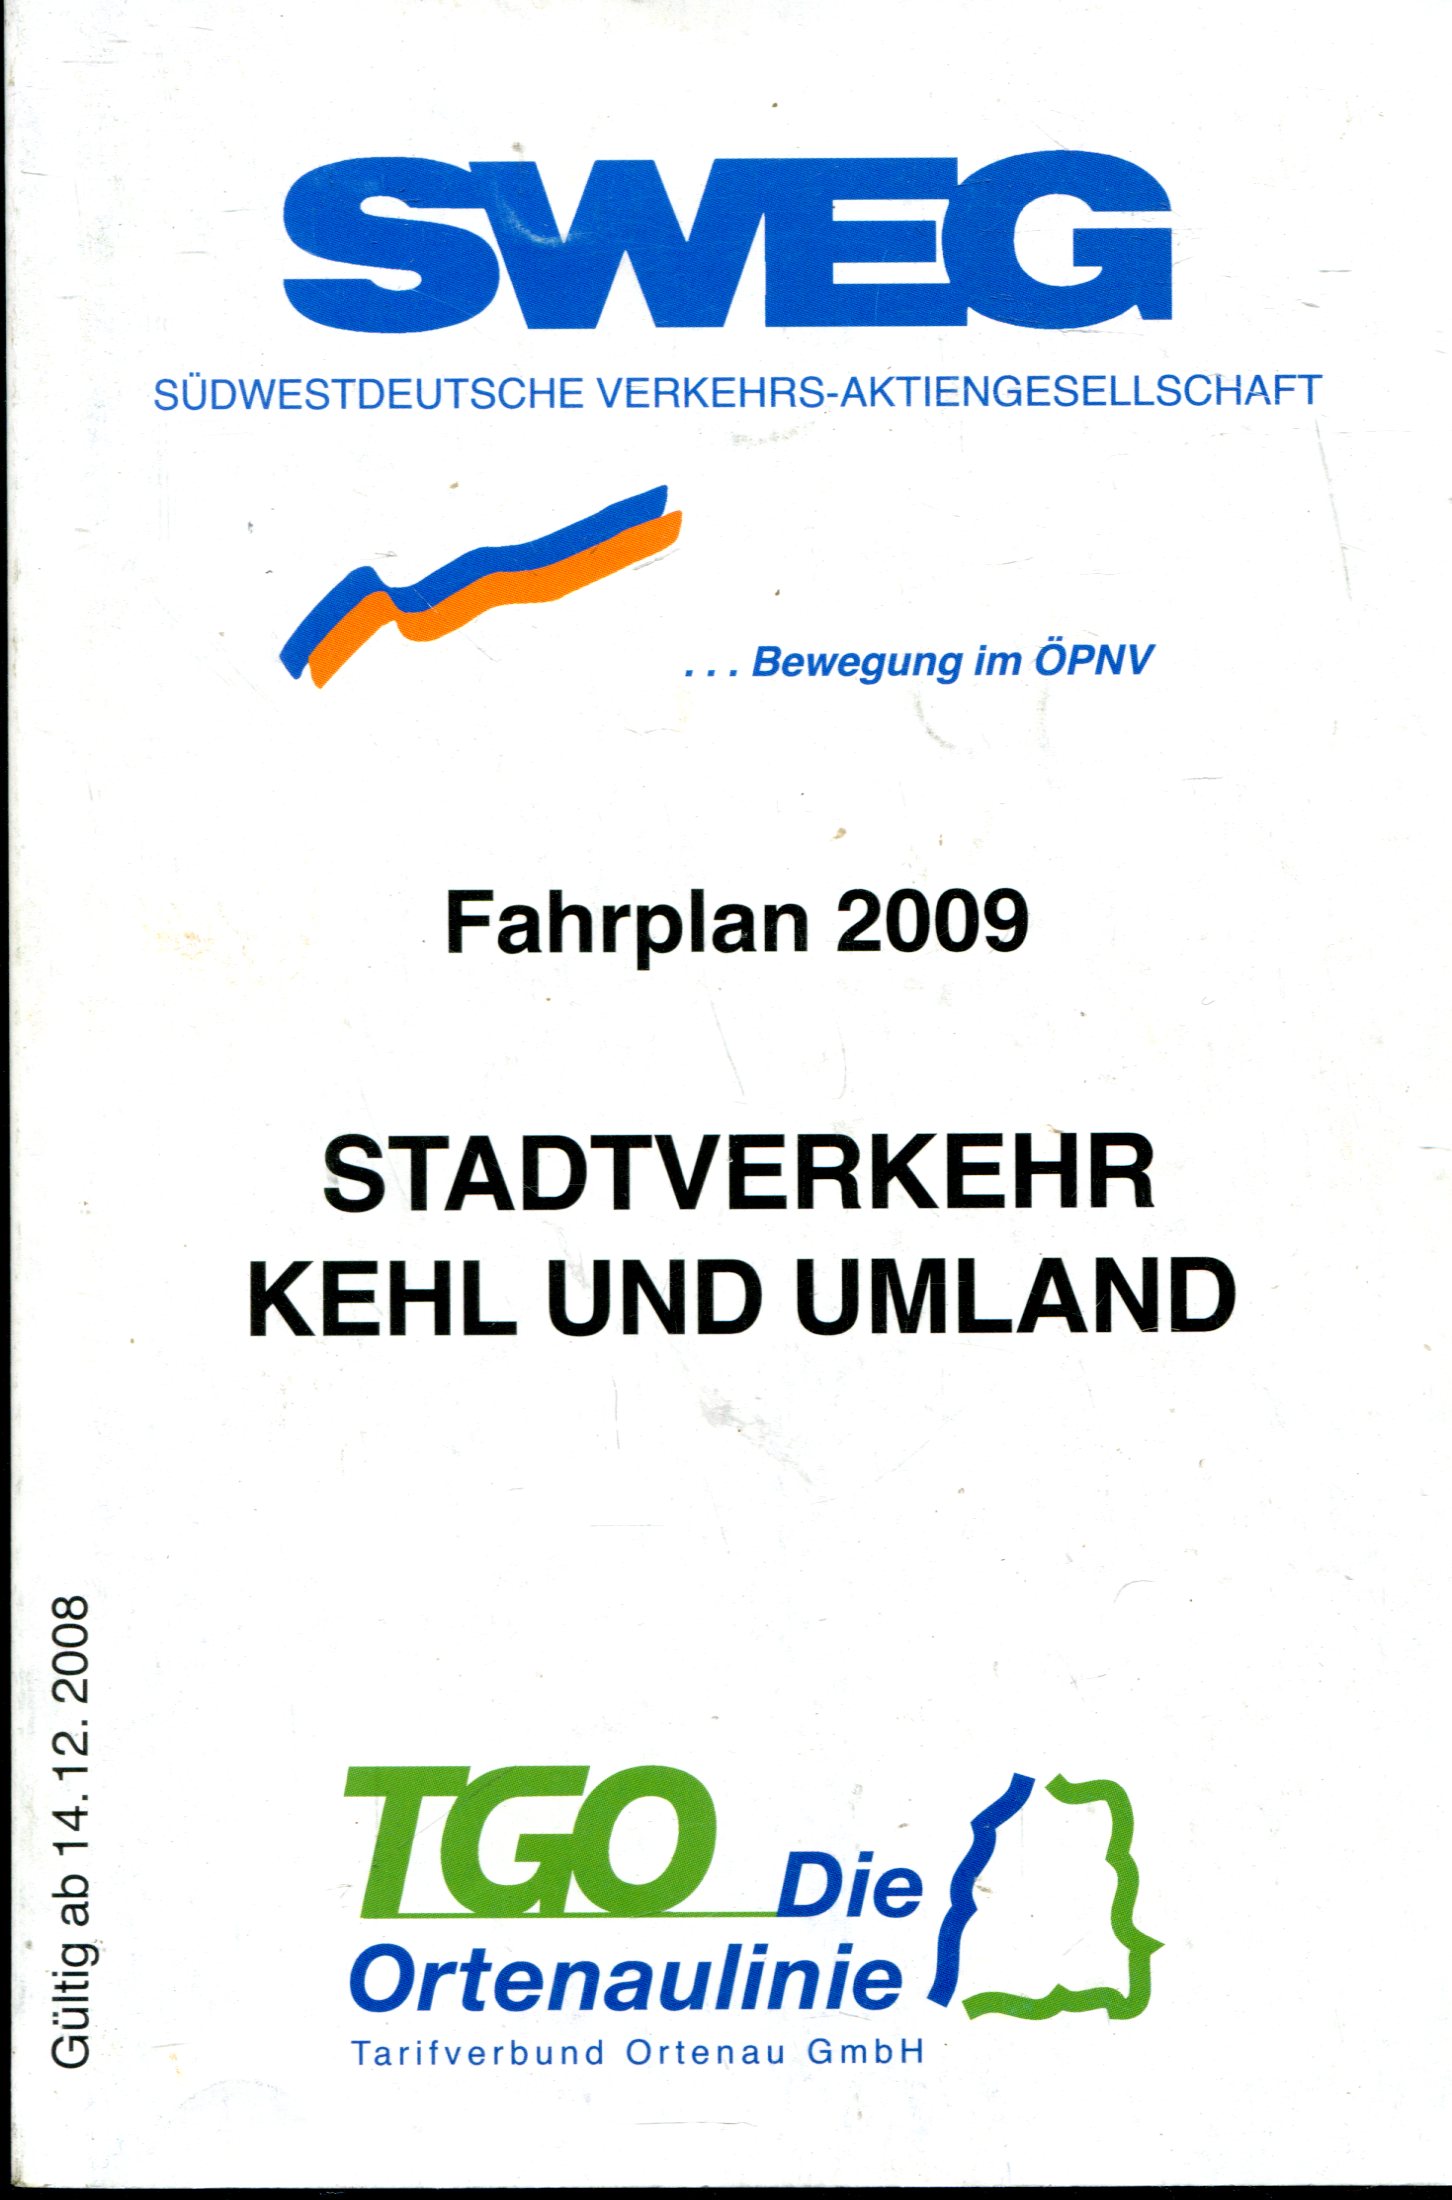 SWEG
SÜDWESTDEUTSCHE VERKEHRS-AKTIENGESELLSCHAFT
. . . Bewegung im ÖPNV
Fahrplan 2009
STADTVERKEHR
KEHL UND UMLAND
Gültig ab 14. 12. 2008
TGO Die
Ortenaulinie
Tarifverbund Ortenau GmbH